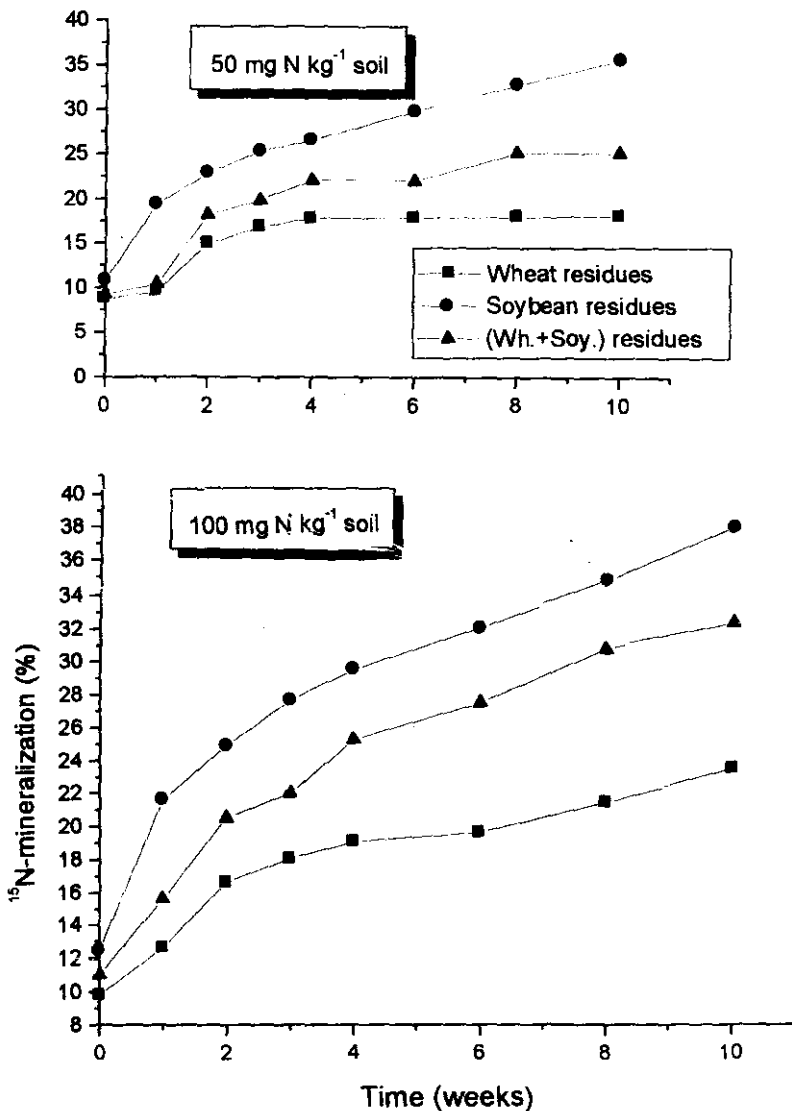 40
35
30
25
20
15
10
5
0
50 mg N kg⁻¹ soil
Wheat residues
Soybean residues
(Wh.+Soy.) residues
0 2 4 6 8 10
40
38
36
34
32
30
28
26
24
22
20
18
16
14
12
10
8
100 mg N kg⁻¹ soil
¹⁵N-mineralization (%)
0 2 4 6 8 10
Time (weeks)